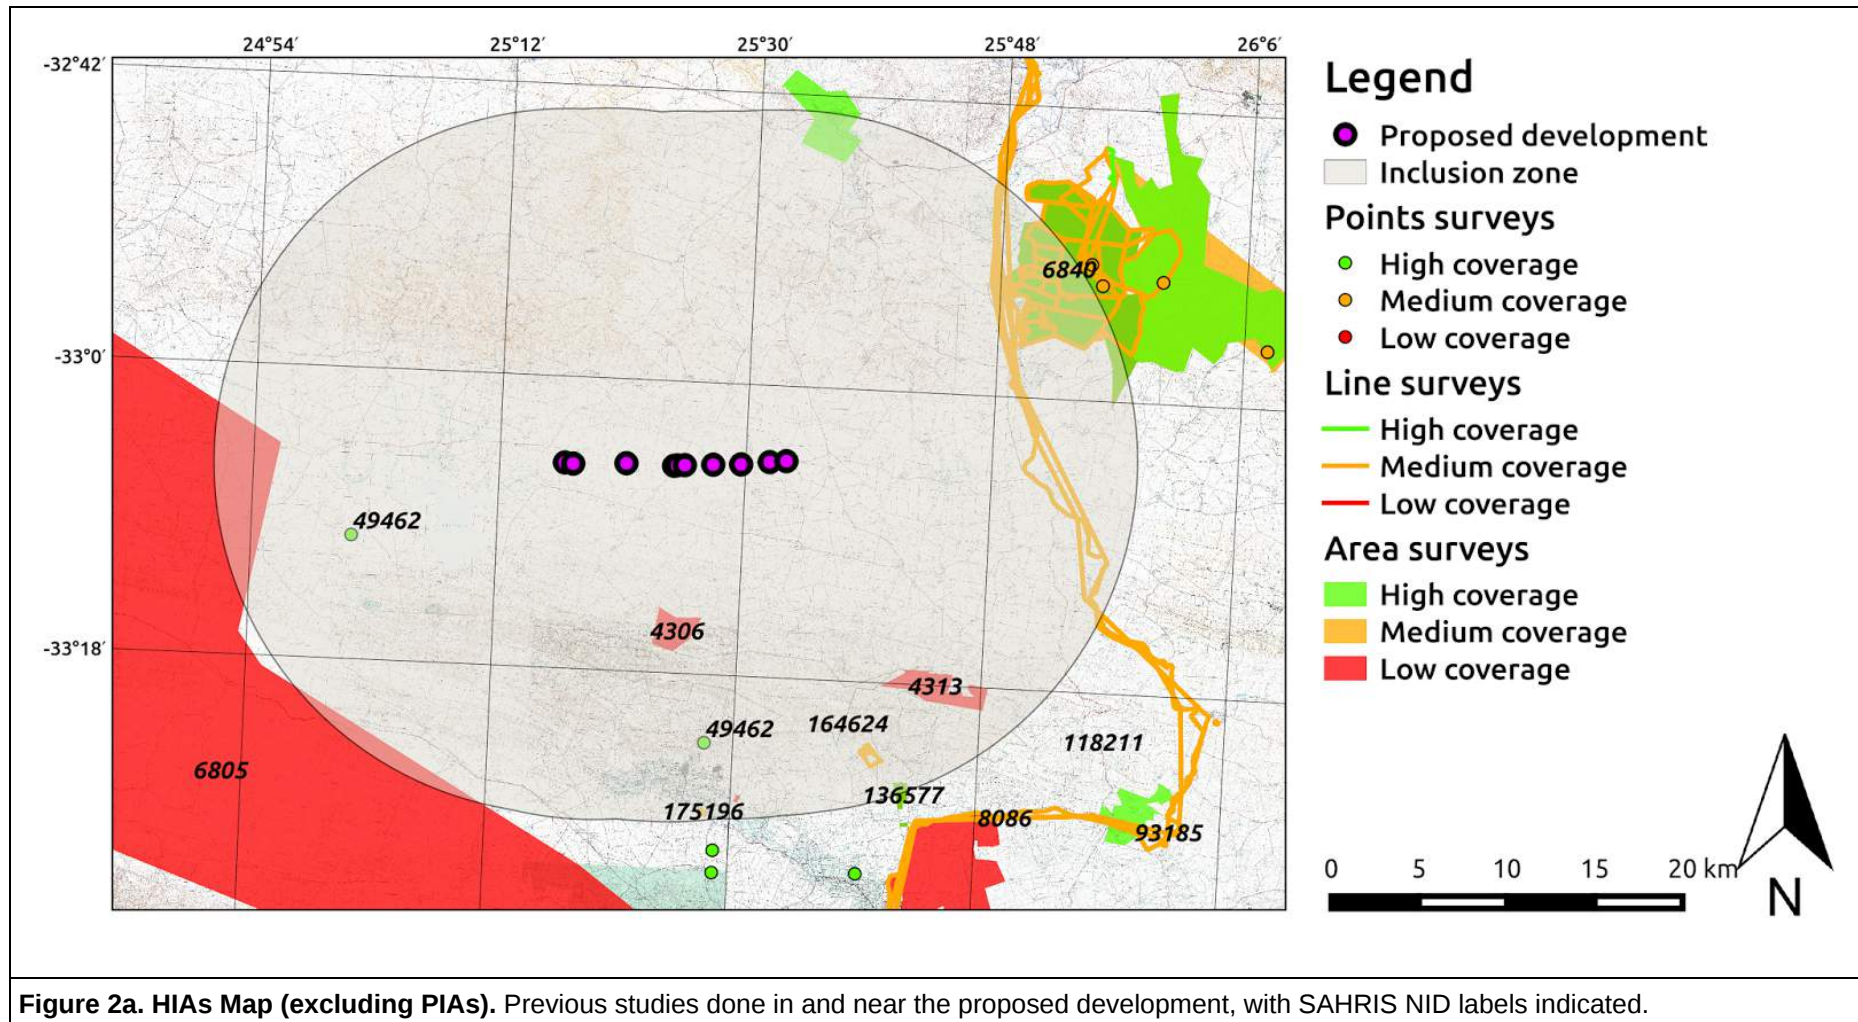 24°54′ 25°12′ 25°30′ 25°48′ 26°6′
-32°42′
-33°0′
-33°18′
6840
49462
4306
4313
49462
164624
118211
6805
175196
136577
8086
93185
Legend
Proposed development
Inclusion zone
Points surveys
High coverage
Medium coverage
Low coverage
Line surveys
High coverage
Medium coverage
Low coverage
Area surveys
High coverage
Medium coverage
Low coverage
0 5 10 15 20 km
N
Figure 2a. HIAs Map (excluding PIAs). Previous studies done in and near the proposed development, with SAHRIS NID labels indicated.